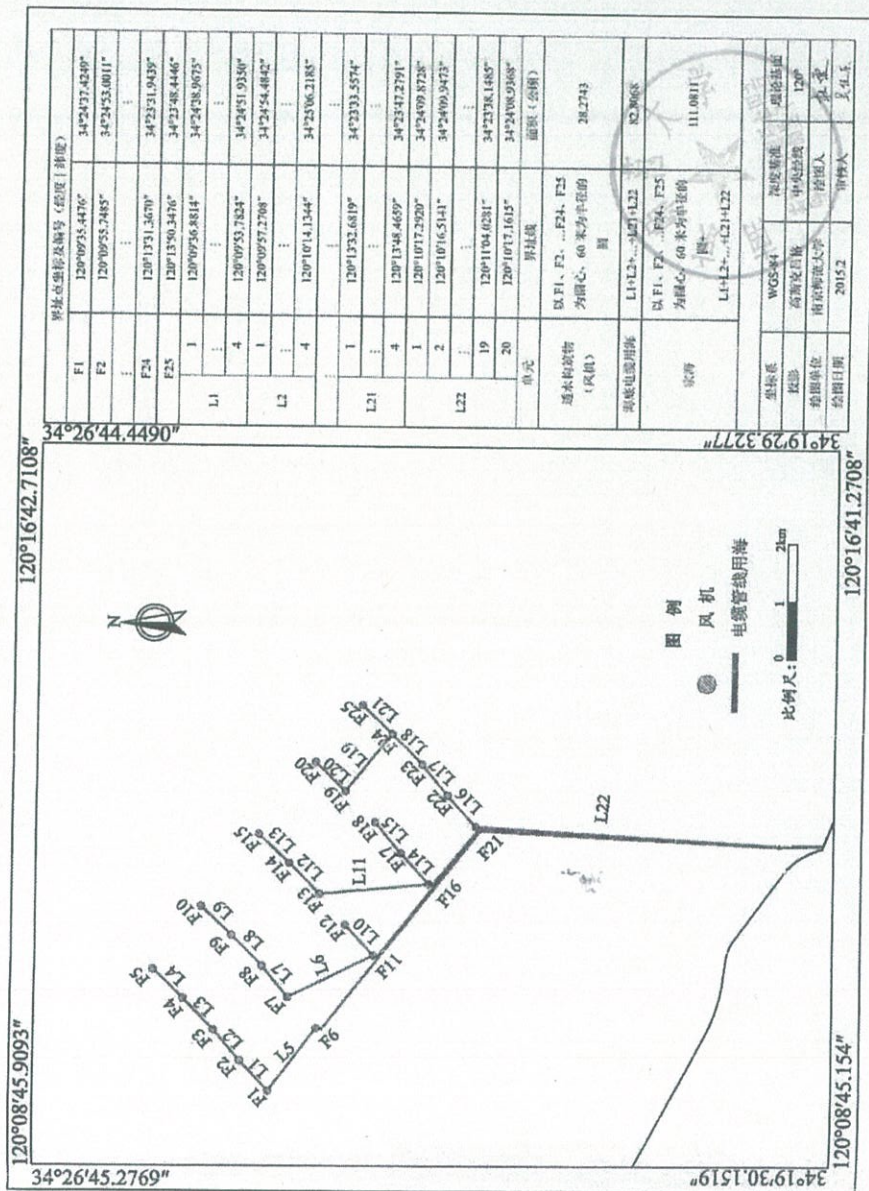 120°08′45.9093″
120°16′42.7108″
34°26′45.2769″
34°26′44.4490″
34°19′30.1519″
34°19′29.3277″
120°08′45.154″
120°16′41.2708″
N
F1
F2
F3
F4
F5
L1
L2
L3
L4
L5
F6
F7
F8
F9
F10
L6
L7
L8
L9
F11
F12
L10
F13
F14
F15
L11
L12
L13
F16
F17
F18
L14
L15
F19
F20
L19
L20
F21
F22
F23
F24
F25
L16
L17
L18
L21
L22
图 例
风 机
电缆管线用海
比例尺:
0 1 2km
界址点坐标及编号（经度 | 纬度）
F1 120°09′35.4476″ 34°24′37.4249″
F2 120°09′55.7485″ 34°24′53.0011″
⋮ ⋮ ⋮
F24 120°13′31.3670″ 34°23′31.9439″
F25 120°13′50.3476″ 34°23′48.4446″
L1 1 120°09′36.8814″ 34°24′38.9675″
⋮ ⋮ ⋮
4 120°09′53.7824″ 34°24′51.9350″
L2 1 120°09′57.2708″ 34°24′54.4842″
⋮ ⋮ ⋮
4 120°10′14.1344″ 34°25′06.2185″
⋮ ⋮ ⋮
L21 1 120°13′33.6819″ 34°23′33.5574″
⋮ ⋮ ⋮
4 120°13′48.4659″ 34°23′47.2791″
L22 1 120°10′17.2920″ 34°24′09.8728″
2 120°10′16.5141″ 34°24′09.9473″
⋮ ⋮ ⋮
19 120°11′04.0281″ 34°23′38.1485″
20 120°10′17.1615″ 34°24′08.9368″
单元 界址线 面积（公顷）
透水构筑物（风机） 以 F1、F2、...F24、F25 为圆心、60 米为半径的圆 28.2743
海底电缆用海 L1+L2+...+L21+L22 82.8068
宗海 以 F1、F2、...F24、F25 为圆心、60 米为半径的圆+ L1+L2+...+L21+L22 111.0811
坐标系 WGS-84 深度基准 理论基面
投影 高斯克吕格 中央经线 120°
绘图单位 南京师范大学 绘图人
绘图日期 2015.2 审核人